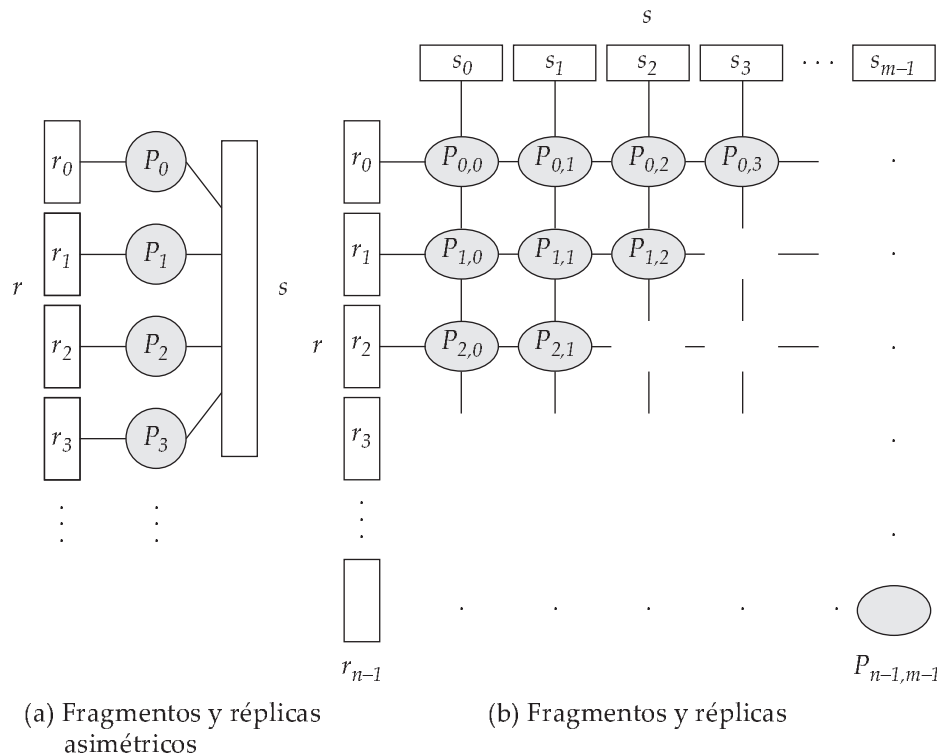 s
s0 s1 s2 s3 · · · sm–1
r
r0 P0
r1 P1
r2 P2
r3 P3
s
r
r0 P0,0 P0,1 P0,2 P0,3
r1 P1,0 P1,1 P1,2
r2 P2,0 P2,1
r3
rn–1
Pn–1,m–1
(a) Fragmentos y réplicas
asimétricos
(b) Fragmentos y réplicas